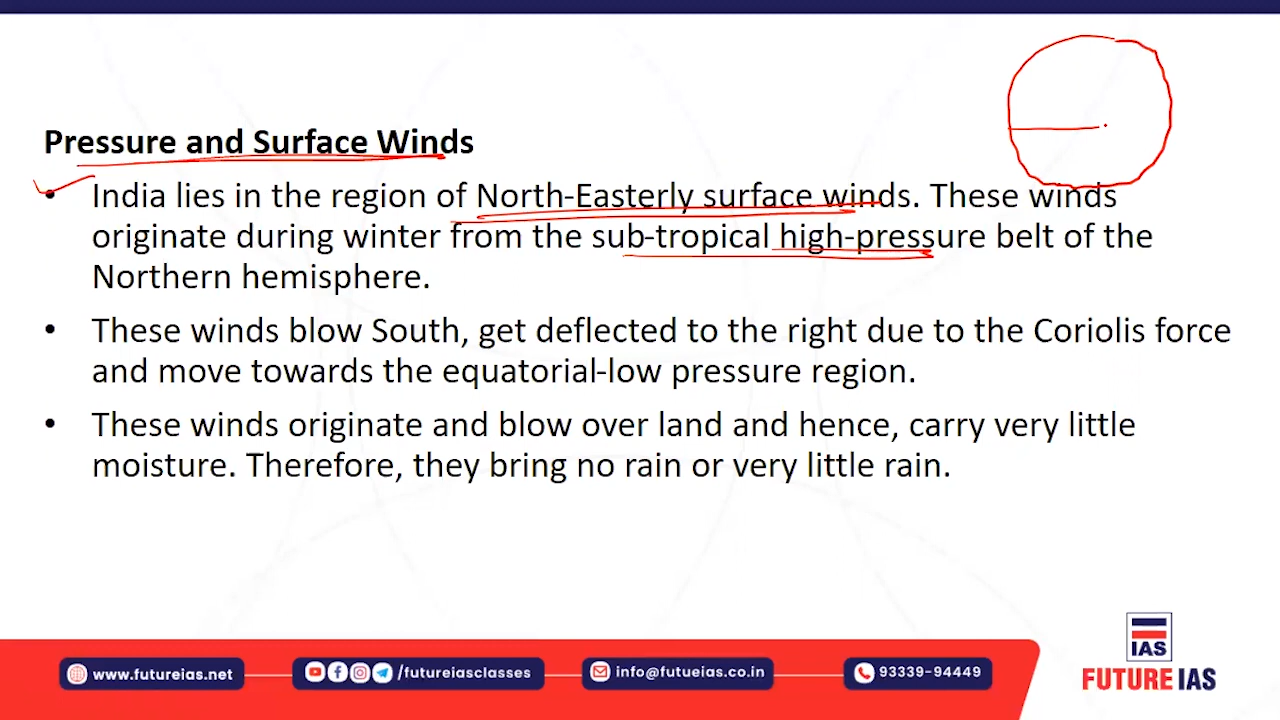 Pressure and Surface Winds
• India lies in the region of North-Easterly surface winds. These winds
originate during winter from the sub-tropical high-pressure belt of the
Northern hemisphere.
• These winds blow South, get deflected to the right due to the Coriolis force
and move towards the equatorial-low pressure region.
• These winds originate and blow over land and hence, carry very little
moisture. Therefore, they bring no rain or very little rain.
IAS
FUTURE IAS
www.futureias.net
/futureiasclasses
info@futueias.co.in
93339-94449